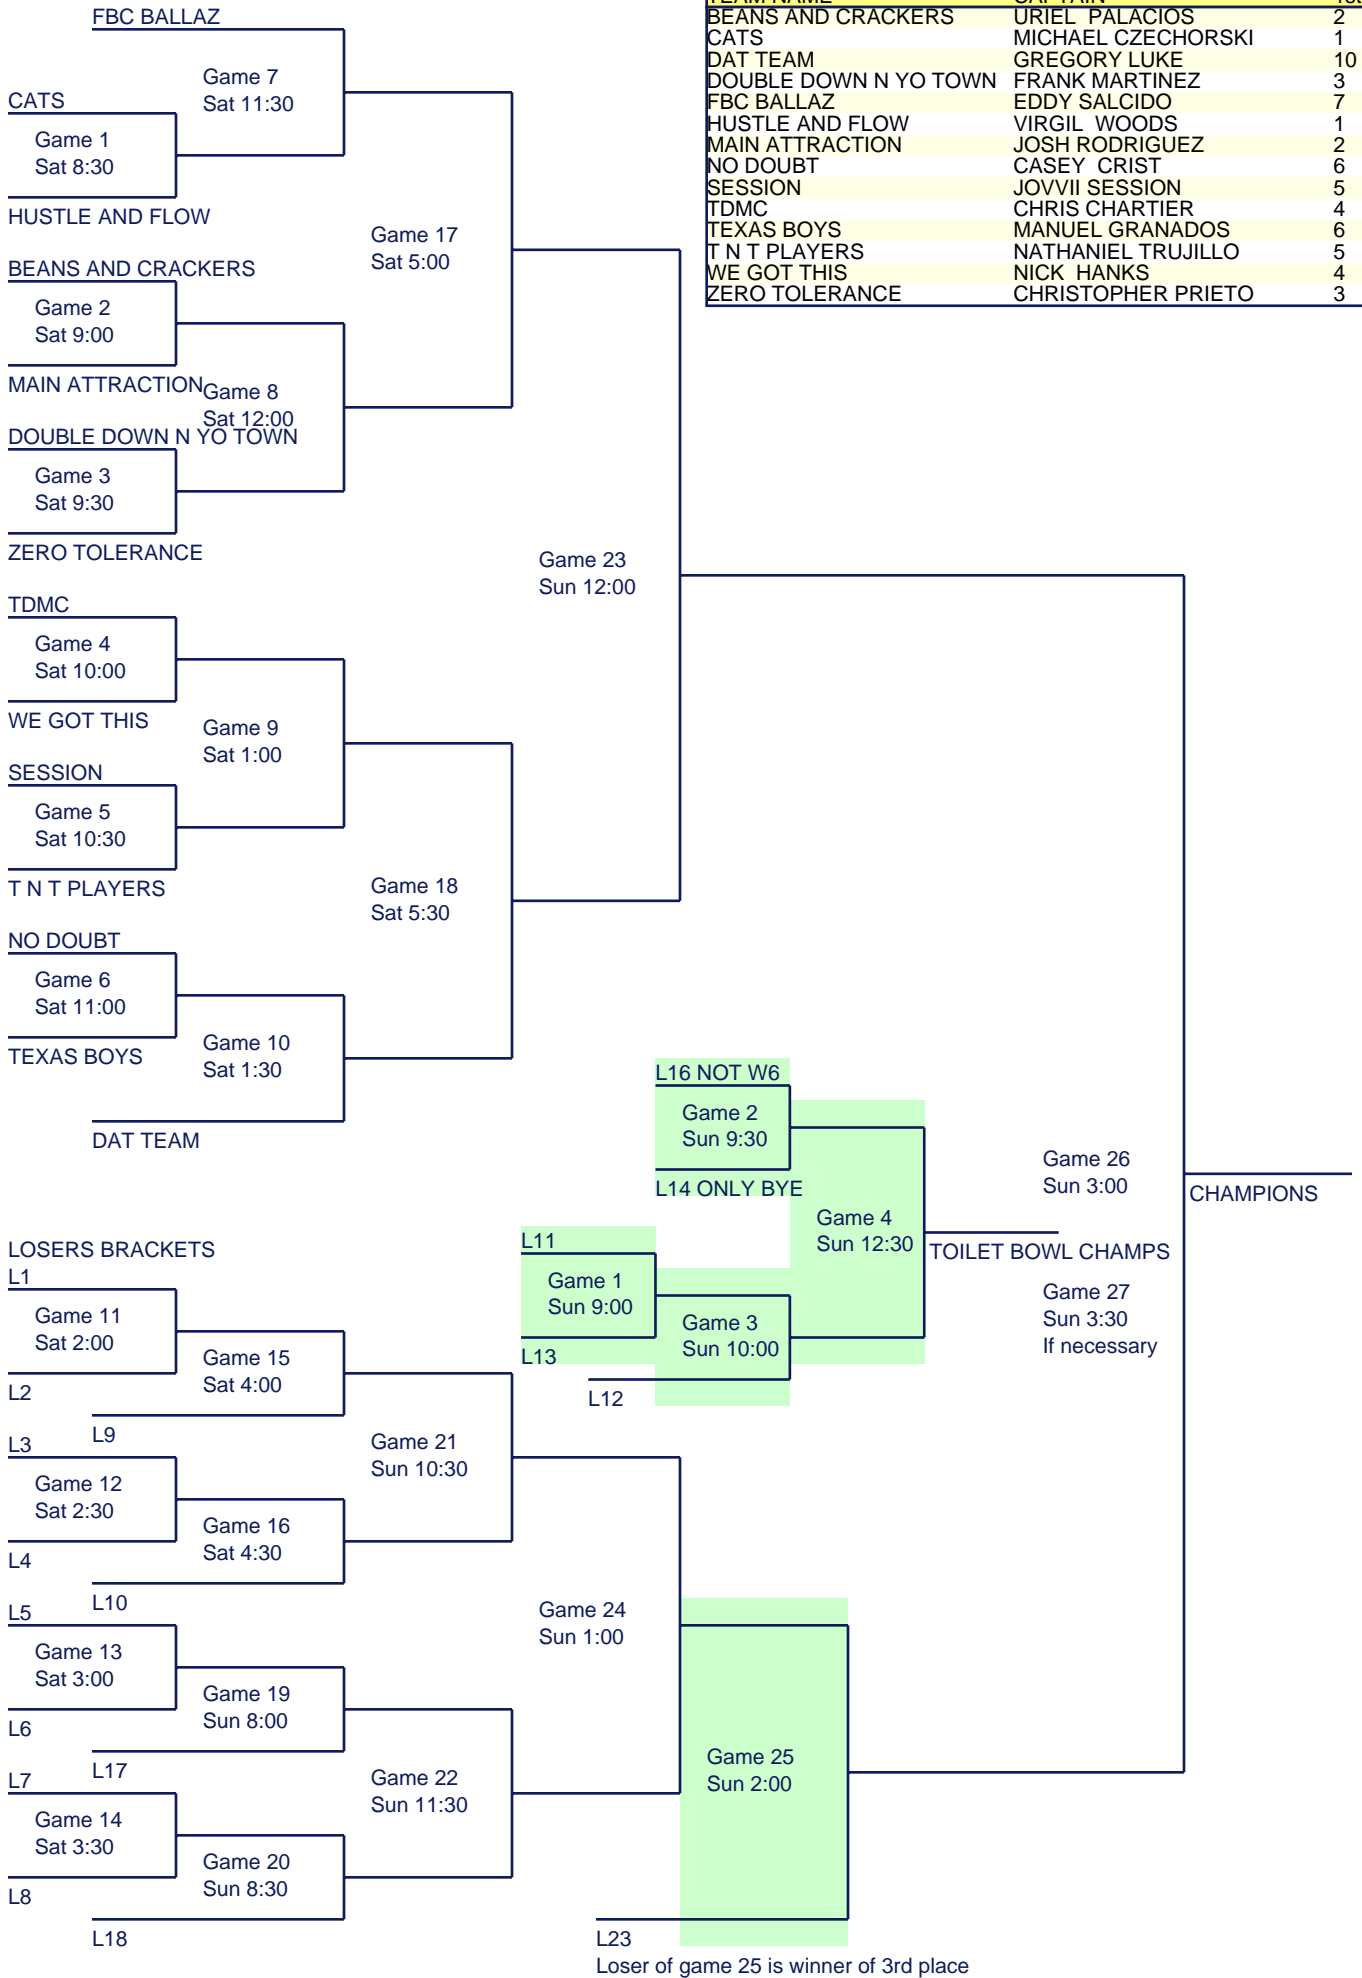 FBC BALLAZ
Game 7
Sat 11:30
CATS
Game 1
Sat 8:30
HUSTLE AND FLOW
Game 17
Sat 5:00
BEANS AND CRACKERS
Game 2
Sat 9:00
MAIN ATTRACTION
Game 8
Sat 12:00
DOUBLE DOWN N YO TOWN
Game 3
Sat 9:30
ZERO TOLERANCE
Game 23
Sun 12:00
TDMC
Game 4
Sat 10:00
WE GOT THIS
Game 9
Sat 1:00
SESSION
Game 5
Sat 10:30
T N T PLAYERS
Game 18
Sat 5:30
NO DOUBT
Game 6
Sat 11:00
TEXAS BOYS
Game 10
Sat 1:30
DAT TEAM
TEAM NAME CAPTAIN 1st
BEANS AND CRACKERS URIEL PALACIOS 2
CATS MICHAEL CZECHORSKI 1
DAT TEAM GREGORY LUKE 10
DOUBLE DOWN N YO TOWN FRANK MARTINEZ 3
FBC BALLAZ EDDY SALCIDO 7
HUSTLE AND FLOW VIRGIL WOODS 1
MAIN ATTRACTION JOSH RODRIGUEZ 2
NO DOUBT CASEY CRIST 6
SESSION JOVVII SESSION 5
TDMC CHRIS CHARTIER 4
TEXAS BOYS MANUEL GRANADOS 6
T N T PLAYERS NATHANIEL TRUJILLO 5
WE GOT THIS NICK HANKS 4
ZERO TOLERANCE CHRISTOPHER PRIETO 3
L16 NOT W6
Game 2
Sun 9:30
L14 ONLY BYE
Game 4
Sun 12:30
L11
Game 1
Sun 9:00
L13
Game 3
Sun 10:00
L12
TOILET BOWL CHAMPS
Game 26
Sun 3:00
CHAMPIONS
Game 27
Sun 3:30
If necessary
LOSERS BRACKETS
L1
Game 11
Sat 2:00
L2
Game 15
Sat 4:00
L9
L3
Game 12
Sat 2:30
L4
Game 16
Sat 4:30
L10
Game 21
Sun 10:30
L5
Game 13
Sat 3:00
L6
Game 19
Sun 8:00
L17
L7
Game 14
Sat 3:30
L8
Game 20
Sun 8:30
L18
Game 22
Sun 11:30
Game 24
Sun 1:00
Game 25
Sun 2:00
L23
Loser of game 25 is winner of 3rd place